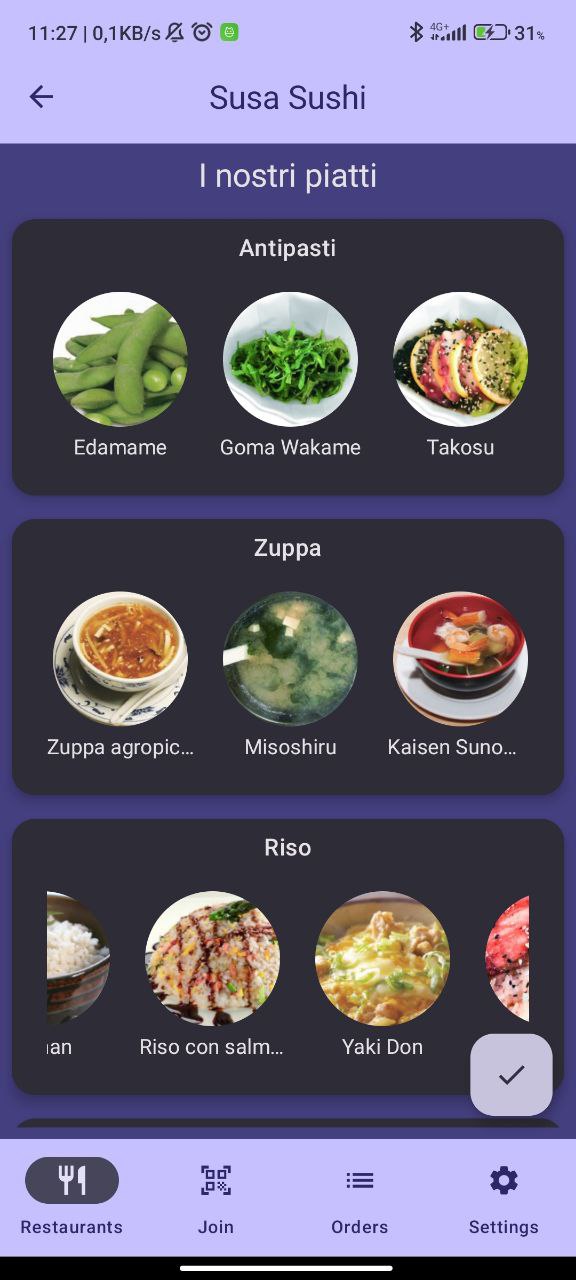 11:27 | 0,1KB/s
4G+
31%
Susa Sushi
I nostri piatti
Antipasti
Edamame Goma Wakame Takosu
Zuppa
Zuppa agropic... Misoshiru Kaisen Suno...
Riso
an Riso con salm... Yaki Don
Restaurants Join Orders Settings